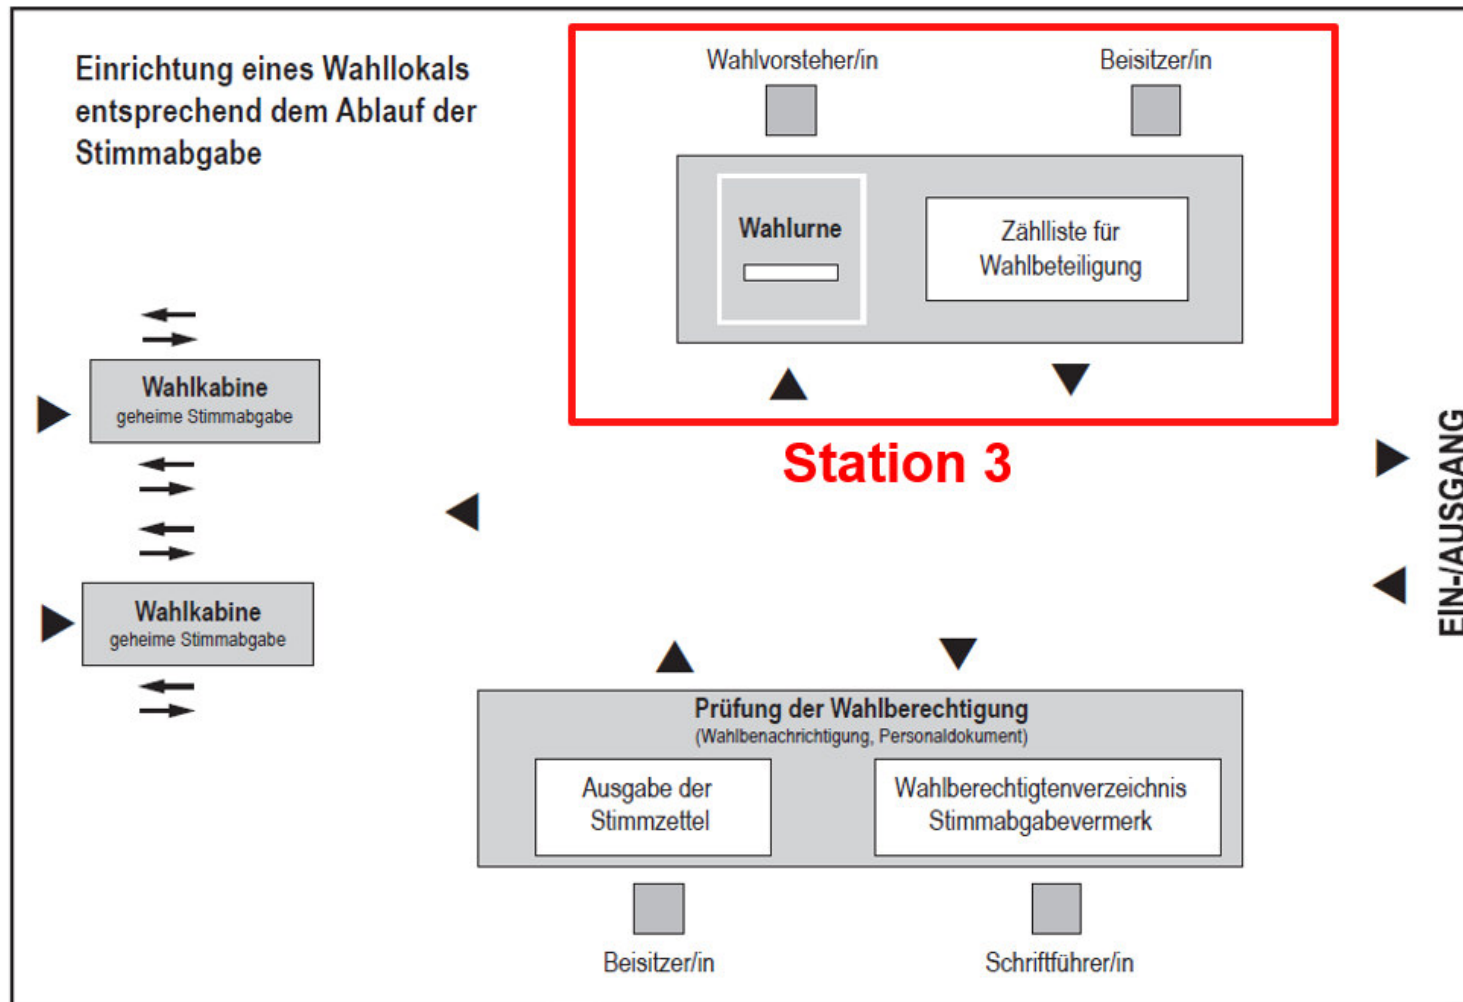 Einrichtung eines Wahllokals
entsprechend dem Ablauf der
Stimmabgabe
Wahlvorsteher/in
Beisitzer/in
Wahlurne
Zählliste für
Wahlbeteiligung
Station 3
Wahlkabine
geheime Stimmabgabe
Wahlkabine
geheime Stimmabgabe
EIN-/AUSGANG
Prüfung der Wahlberechtigung
(Wahlbenachrichtigung, Personaldokument)
Ausgabe der
Stimmzettel
Wahlberechtigtenverzeichnis
Stimmabgabevermerk
Beisitzer/in
Schriftführer/in